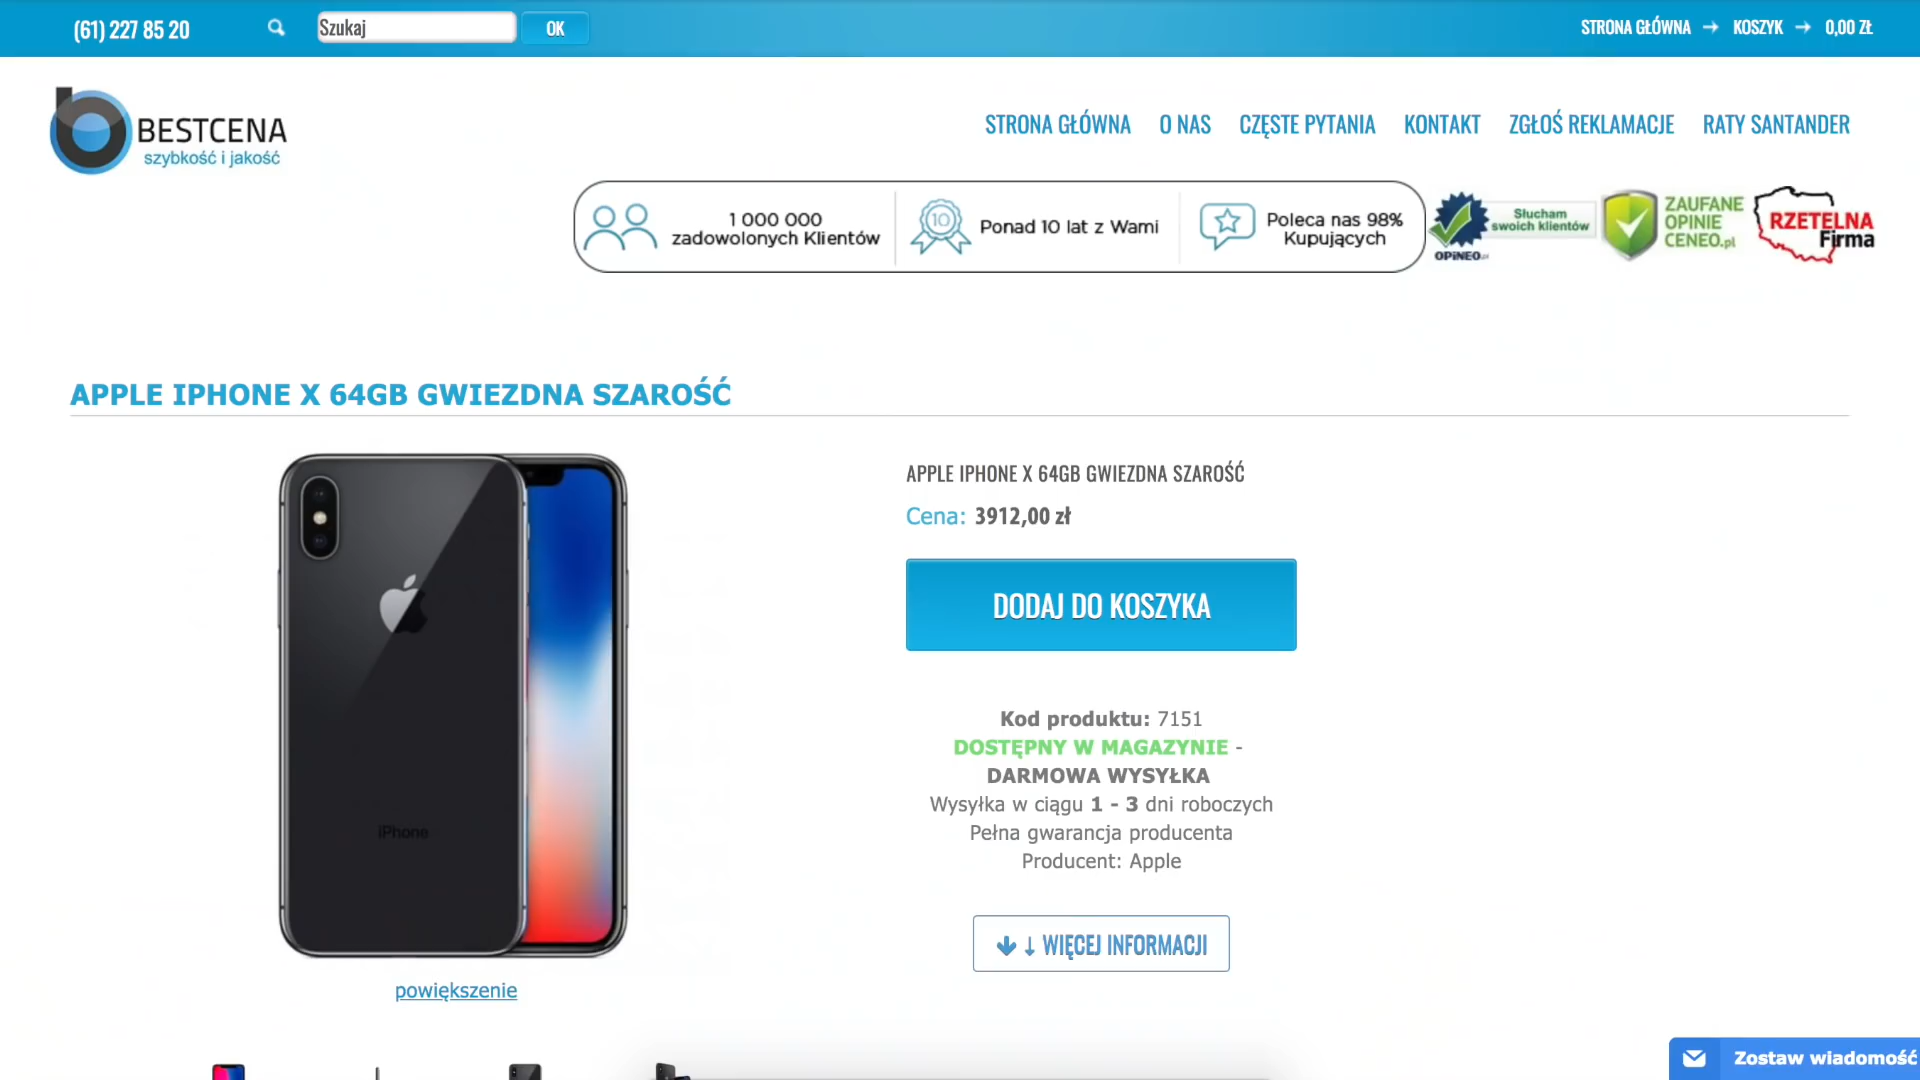 (61) 227 85 20
Szukaj
OK
STRONA GŁÓWNA → KOSZYK → 0,00 ZŁ
BESTCENA
szybkość i jakość
STRONA GŁÓWNA
O NAS
CZĘSTE PYTANIA
KONTAKT
ZGŁOŚ REKLAMACJE
RATY SANTANDER
1 000 000
zadowolonych Klientów
10
Ponad 10 lat z Wami
Poleca nas 98%
Kupujących
OPINEO.pl
Słucham
swoich klientów
ZAUFANE
OPINIE
CENEO.pl
RZETELNA
Firma
APPLE IPHONE X 64GB GWIEZDNA SZAROŚĆ
iPhone
powiększenie
APPLE IPHONE X 64GB GWIEZDNA SZAROŚĆ
Cena: 3912,00 zł
DODAJ DO KOSZYKA
Kod produktu: 7151
DOSTĘPNY W MAGAZYNIE -
DARMOWA WYSYŁKA
Wysyłka w ciągu 1 - 3 dni roboczych
Pełna gwarancja producenta
Producent: Apple
↓ WIĘCEJ INFORMACJI
Zostaw wiadomość